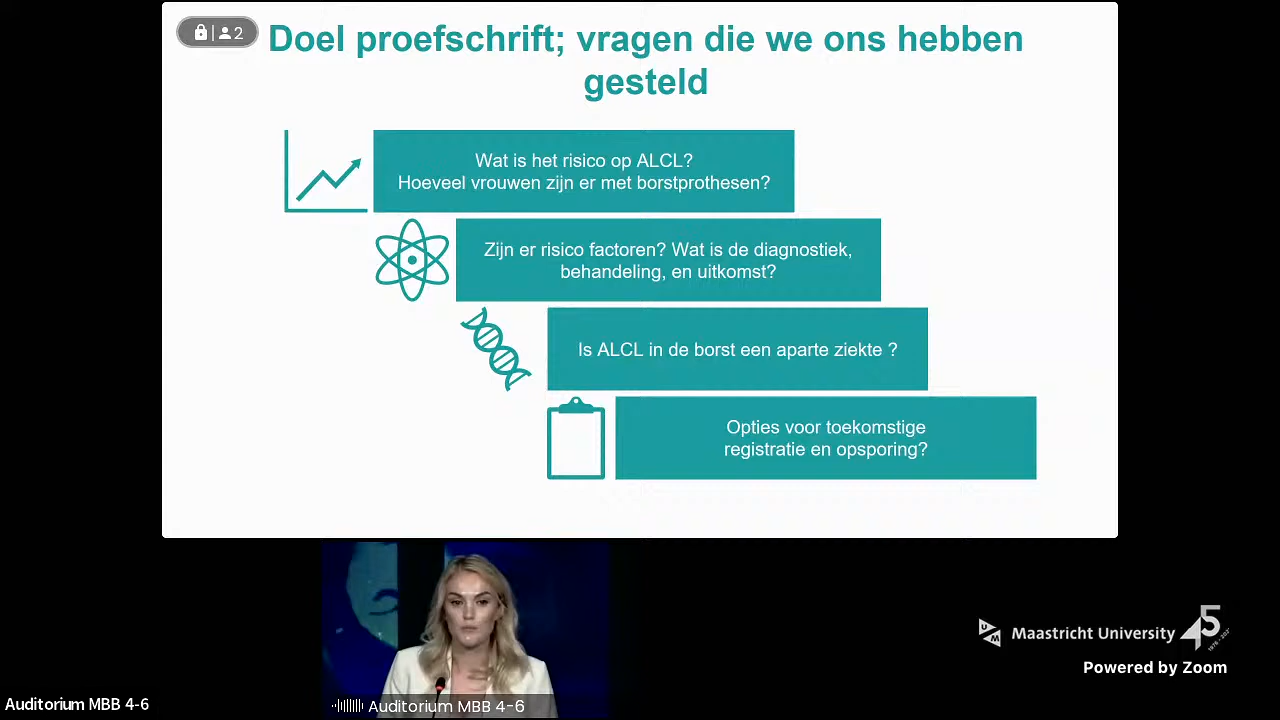 2
Doel proefschrift; vragen die we ons hebben
gesteld
Wat is het risico op ALCL?
Hoeveel vrouwen zijn er met borstprothesen?
Zijn er risico factoren? Wat is de diagnostiek,
behandeling, en uitkomst?
Is ALCL in de borst een aparte ziekte ?
Opties voor toekomstige
registratie en opsporing?
UM
Maastricht University
45
Powered by Zoom
Auditorium MBB 4-6
Auditorium MBB 4-6